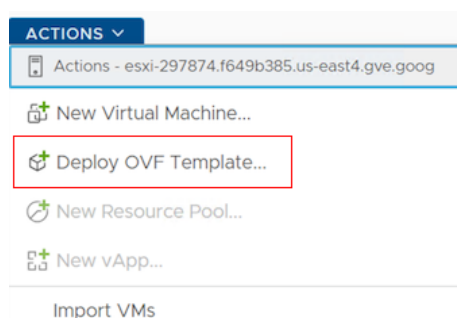 ACTIONS
Actions - esxi-297874.f649b385.us-east4.gve.goog
New Virtual Machine...
Deploy OVF Template...
New Resource Pool...
New vApp...
Import VMs